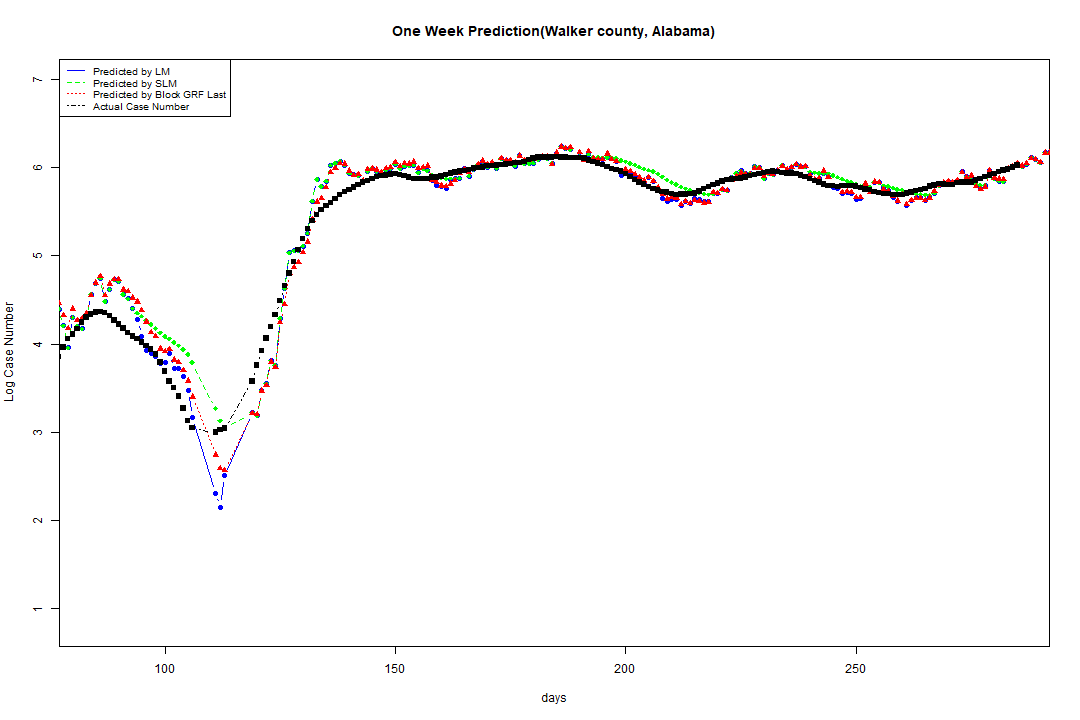 One Week Prediction(Walker county, Alabama)
Predicted by LM
Predicted by SLM
Predicted by Block GRF Last
Actual Case Number
7
6
5
4
3
2
1
Log Case Number
100 150 200 250
days